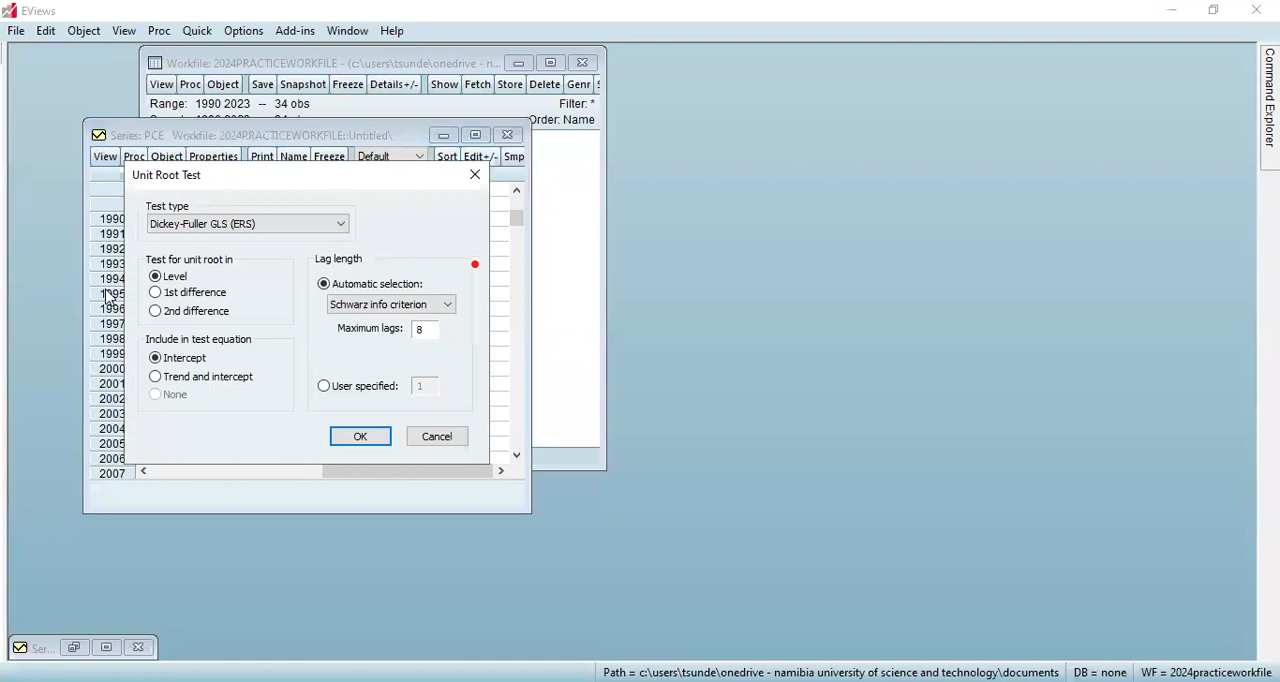 EViews
File Edit Object View Proc Quick Options Add-ins Window Help
Command Explorer
Workfile: 2024PRACTICEWORKFILE - (c:\users\tsunde\onedrive - n...
View Proc Object Save Snapshot Freeze Details+/- Show Fetch Store Delete Genr
Range: 1990 2023 -- 34 obs Filter: *
Order: Name
Series: PCE Workfile: 2024PRACTICEWORKFILE::Untitled\
View Proc Object Properties Print Name Freeze Default Sort Edit+/- Smp
Unit Root Test
Test type
Dickey-Fuller GLS (ERS)
Test for unit root in
Level
1st difference
2nd difference
Include in test equation
Intercept
Trend and intercept
None
Lag length
Automatic selection:
Schwarz info criterion
Maximum lags: 8
User specified: 1
OK Cancel
1990
1991
1992
1993
1994
1995
1996
1997
1998
1999
2000
2001
2002
2003
2004
2005
2006
2007
Ser...
Path = c:\users\tsunde\onedrive - namibia university of science and technology\documents DB = none WF = 2024practiceworkfile